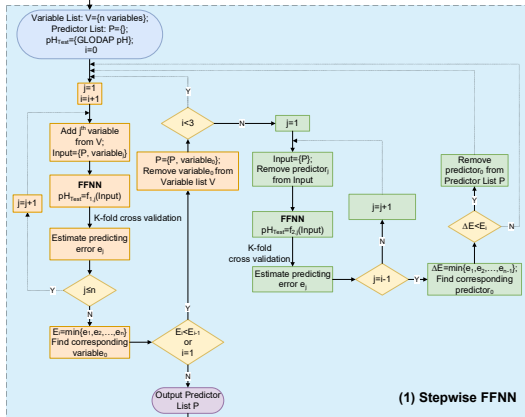 Variable List: V={n variables};
Predictor List: P={};
pHTest={GLODAP pH};
i=0
j=1
i=i+1
Add jth variable
from V;
Input={P, variablej}
FFNN
pHTest=f1,j(Input)
K-fold cross validation
Estimate predicting
error ej
j=j+1
j≤n
Y
N
Ei=min{e1,e2,…,en}
Find corresponding
variable0
Ei<Ei-1
or
i=1
Y
N
Output Predictor
List P
P={P, variable0};
Remove variable0 from
Variable list V
i<3
Y
N
j=1
Input={P};
Remove predictorj
from Input
FFNN
pHTest=f2,j(Input)
K-fold
cross validation
Estimate predicting
error ej
j=j+1
N
j=i-1
Y
ΔE=min{e1,e2,…,en-1};
Find corresponding
predictor0
ΔE<Ei
Y
N
Remove
predictor0 from
Predictor List P
(1) Stepwise FFNN